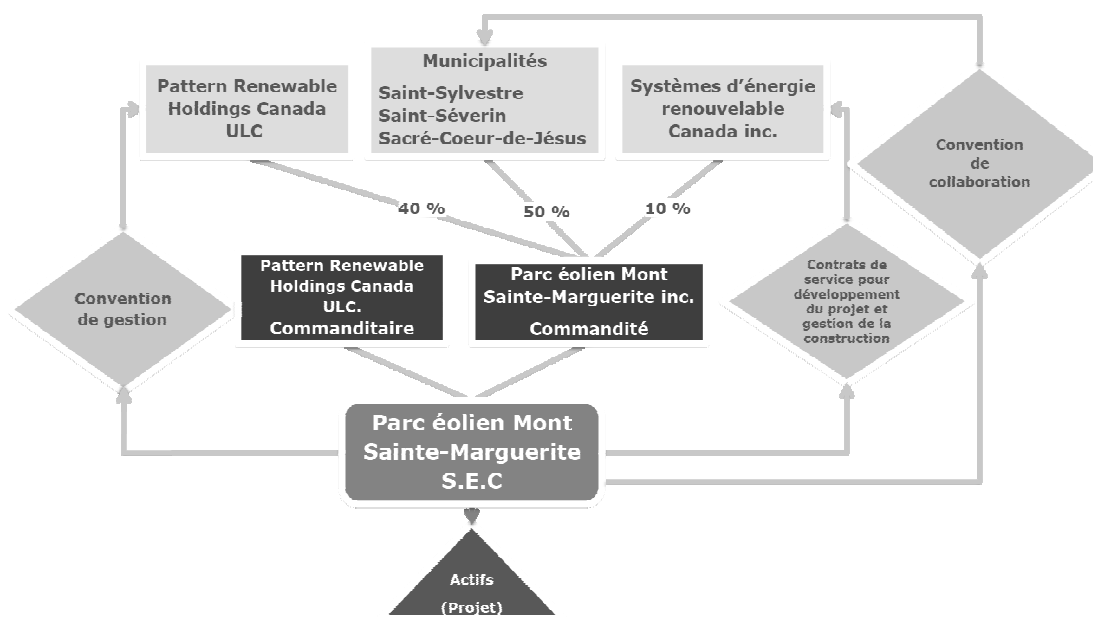 Pattern Renewable
Holdings Canada
ULC
Municipalités
Saint-Sylvestre
Saint-Séverin
Sacré-Coeur-de-Jésus
Systèmes d'énergie
renouvelable
Canada inc.
Convention
de
collaboration
40 %
50 %
10 %
Convention
de gestion
Pattern Renewable
Holdings Canada
ULC.
Commanditaire
Parc éolien Mont
Sainte-Marguerite inc.
Commandité
Contrats de
service pour
développement
du projet et
gestion de la
construction
Parc éolien Mont
Sainte-Marguerite
S.E.C
Actifs
(Projet)